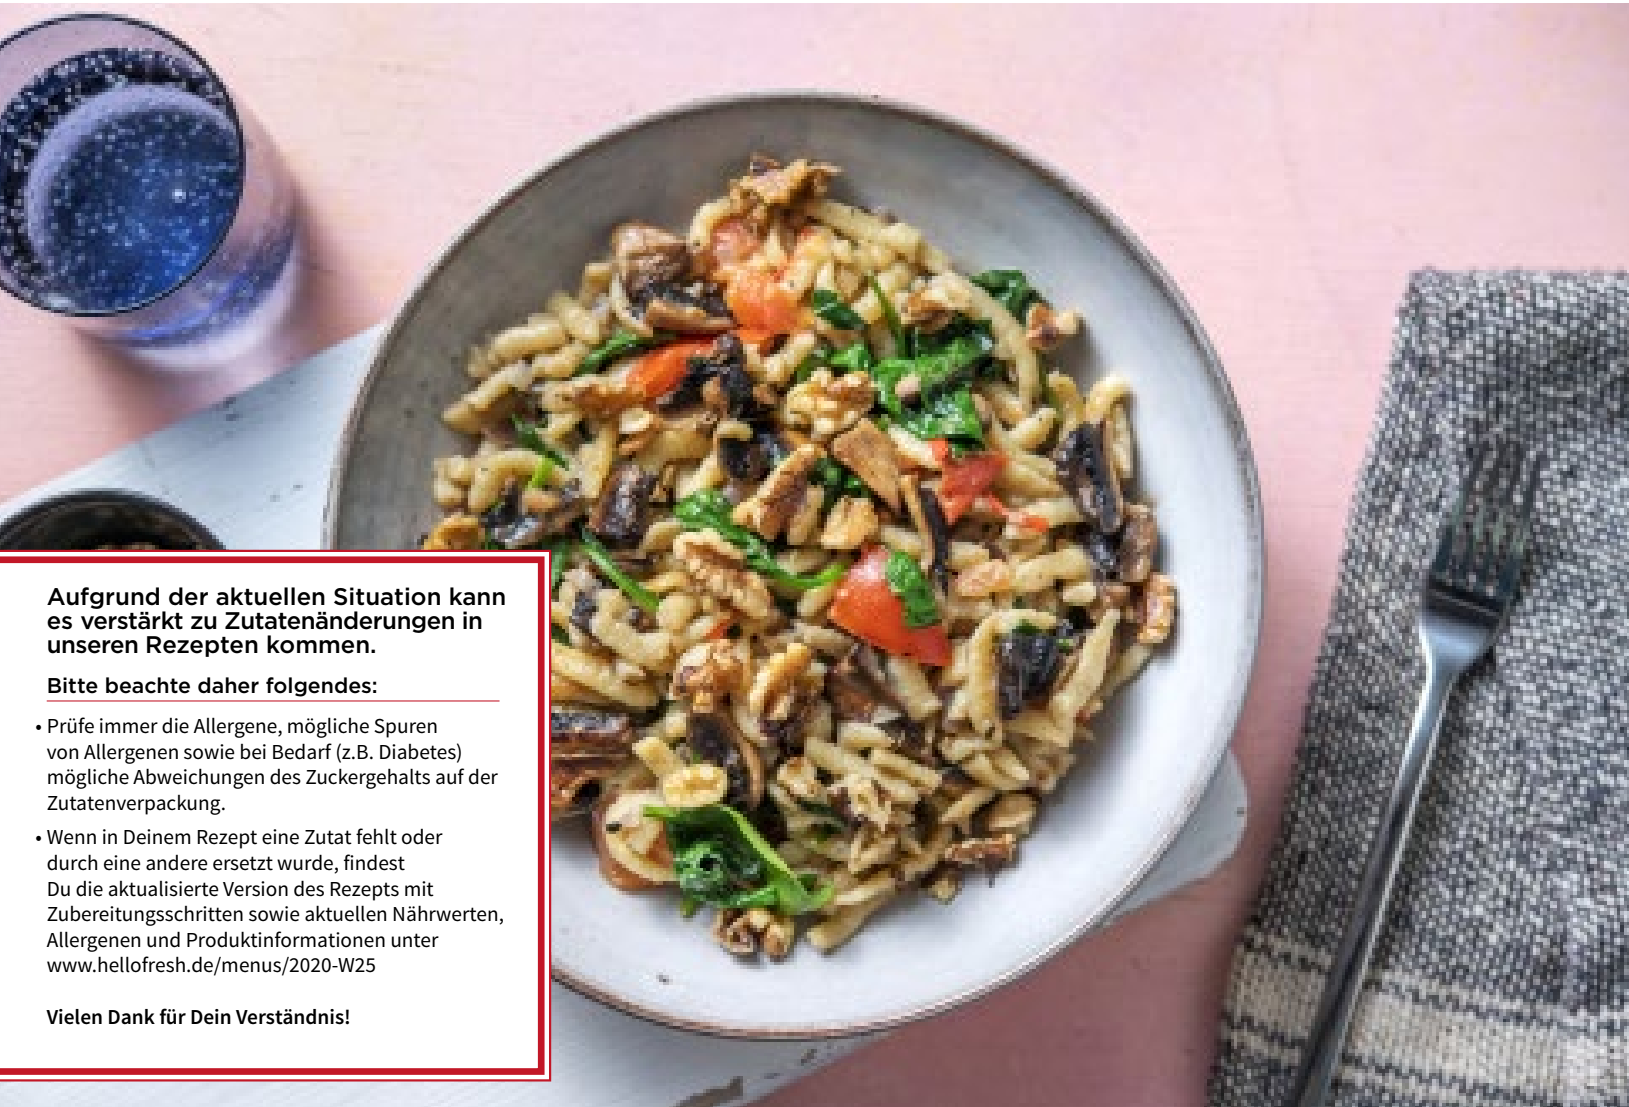 Aufgrund der aktuellen Situation kann
es verstärkt zu Zutatenänderungen in
unseren Rezepten kommen.
Bitte beachte daher folgendes:
• Prüfe immer die Allergene, mögliche Spuren
von Allergenen sowie bei Bedarf (z.B. Diabetes)
mögliche Abweichungen des Zuckergehalts auf der
Zutatenverpackung.
• Wenn in Deinem Rezept eine Zutat fehlt oder
durch eine andere ersetzt wurde, findest
Du die aktualisierte Version des Rezepts mit
Zubereitungsschritten sowie aktuellen Nährwerten,
Allergenen und Produktinformationen unter
www.hellofresh.de/menus/2020-W25
Vielen Dank für Dein Verständnis!